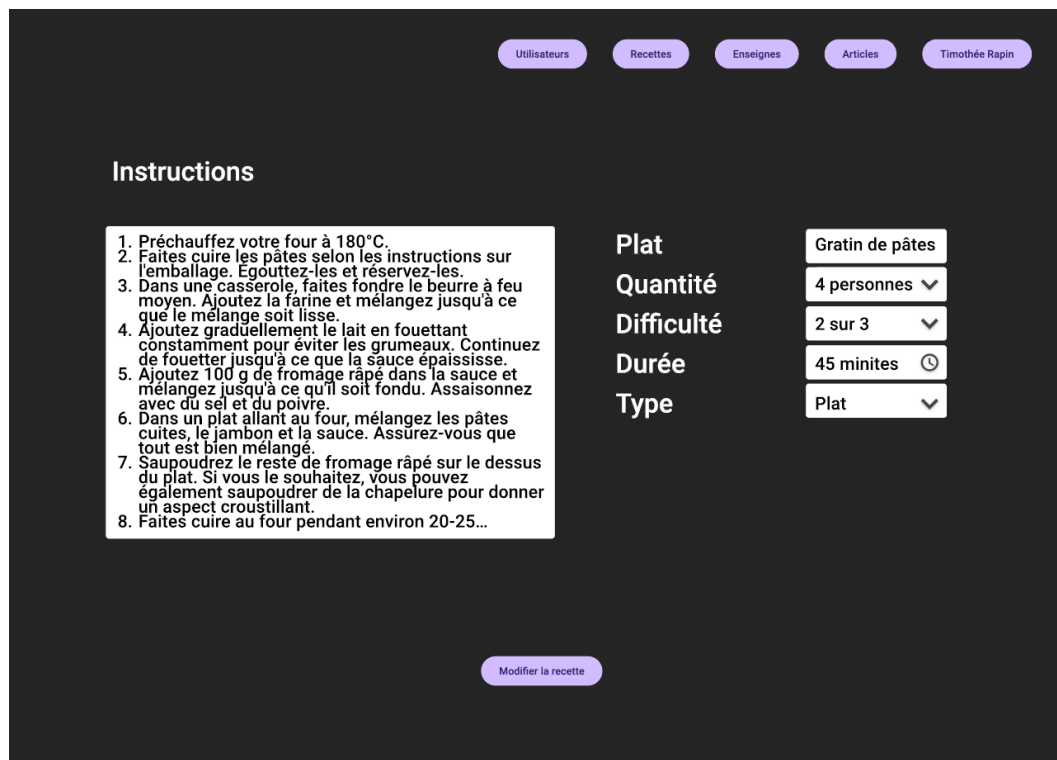 Utilisateurs
Recettes
Enseignes
Articles
Timothée Rapin
Instructions
1. Préchauffez votre four à 180°C.
2. Faites cuire les pâtes selon les instructions sur
l'emballage. Égouttez-les et réservez-les.
3. Dans une casserole, faites fondre le beurre à feu
moyen. Ajoutez la farine et mélangez jusqu'à ce
que le mélange soit lisse.
4. Ajoutez graduellement le lait en fouettant
constamment pour éviter les grumeaux. Continuez
de fouetter jusqu'à ce que la sauce épaississe.
5. Ajoutez 100 g de fromage râpé dans la sauce et
mélangez jusqu'à ce qu'il soit fondu. Assaisonnez
avec du sel et du poivre.
6. Dans un plat allant au four, mélangez les pâtes
cuites, le jambon et la sauce. Assurez-vous que
tout est bien mélangé.
7. Saupoudrez le reste de fromage râpé sur le dessus
du plat. Si vous le souhaitez, vous pouvez
également saupoudrer de la chapelure pour donner
un aspect croustillant.
8. Faites cuire au four pendant environ 20-25…
Plat
Gratin de pâtes
Quantité
4 personnes
Difficulté
2 sur 3
Durée
45 minites
Type
Plat
Modifier la recette